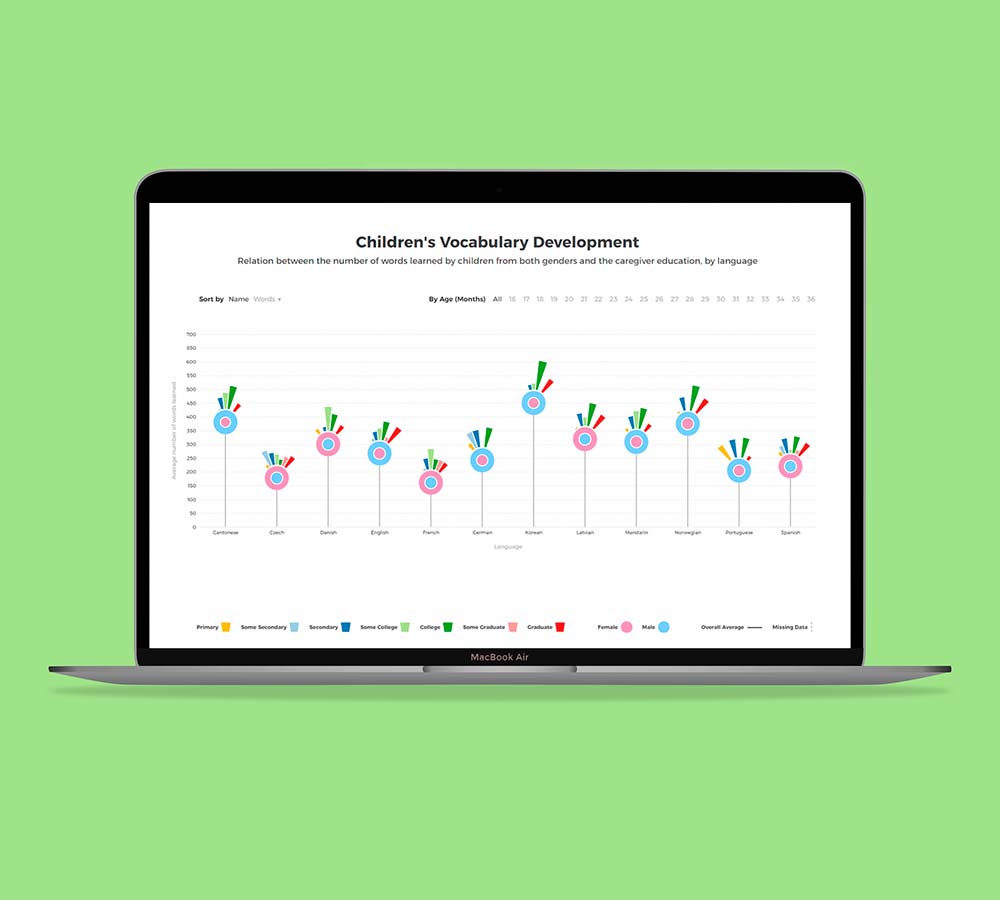 Children's Vocabulary Development
Relation between the number of words learned by children from both genders and the caregiver education, by language
Sort by Name Words ▾ By Age (Months) All 16 17 18 19 20 21 22 23 24 25 26 27 28 29 30 31 32 33 34 35 36
700
650
600
550
500
450
400
350
300
250
200
150
100
50
0
Average number of words learned
Cantonese Czech Danish English French German Korean Latvian Mandarin Norwegian Portuguese Spanish
Language
Primary Some Secondary Secondary Some College College Some Graduate Graduate Female Male Overall Average Missing Data
MacBook Air